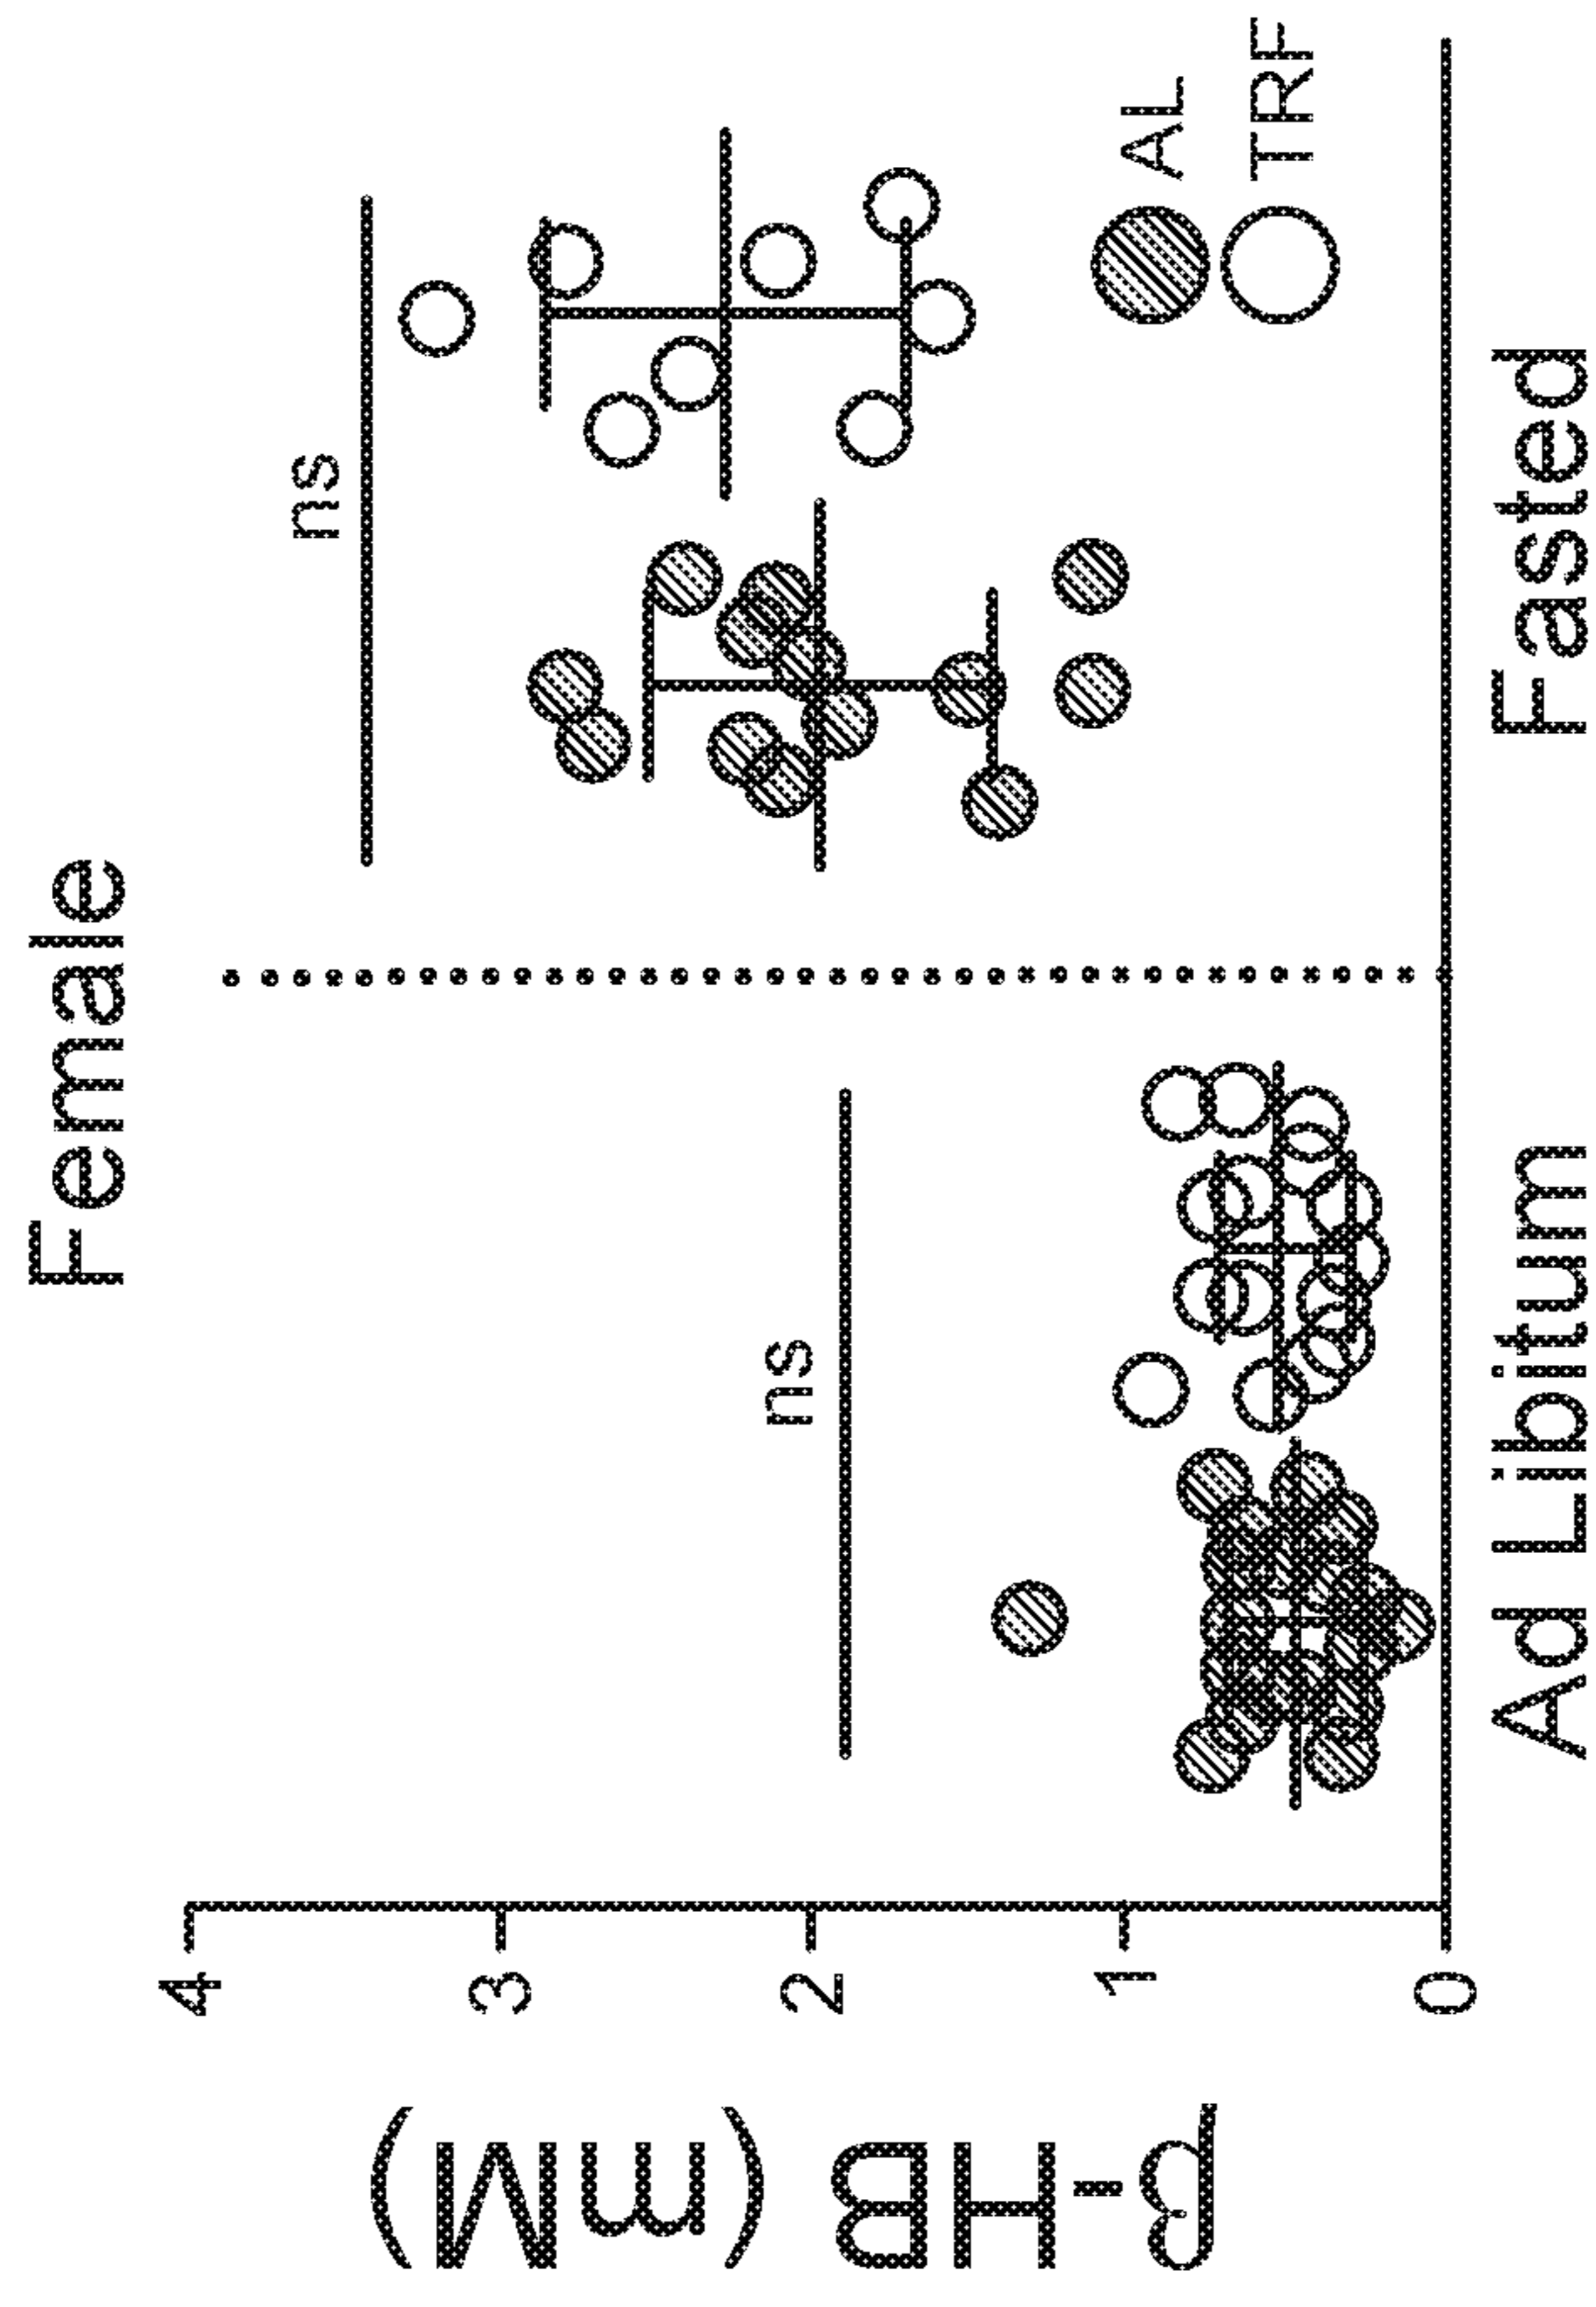 Female
β-HB (mM)
4
3
2
1
0
ns
ns
AL
TRF
Ad Libitum
Fasted